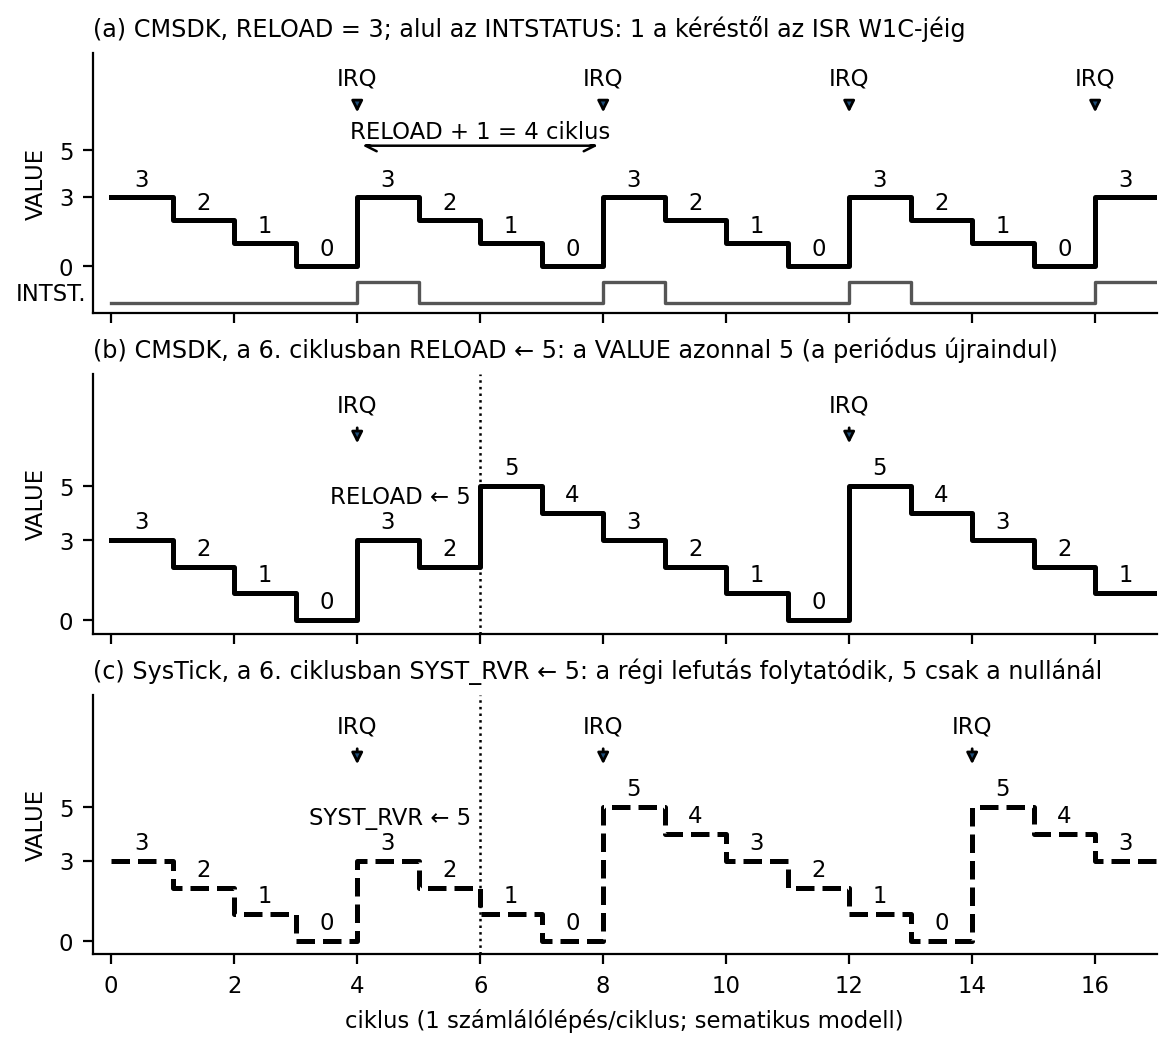 (a) CMSDK, RELOAD = 3; alul az INTSTATUS: 1 a kéréstől az ISR W1C-jéig
IRQ IRQ IRQ IRQ
RELOAD + 1 = 4 ciklus
VALUE
5
3
0
3 2 1 0 3 2 1 0 3 2 1 0 3
INTST.
(b) CMSDK, a 6. ciklusban RELOAD ← 5: a VALUE azonnal 5 (a periódus újraindul)
IRQ IRQ
RELOAD ← 5
VALUE
5
3
0
3 2 1 0 3 2 5 4 3 2 1 0 5 4 3 2 1
(c) SysTick, a 6. ciklusban SYST_RVR ← 5: a régi lefutás folytatódik, 5 csak a nullánál
IRQ IRQ IRQ
SYST_RVR ← 5
VALUE
5
3
0
3 2 1 0 3 2 1 0 5 4 3 2 1 0 5 4 3
0 2 4 6 8 10 12 14 16
ciklus (1 számlálólépés/ciklus; sematikus modell)